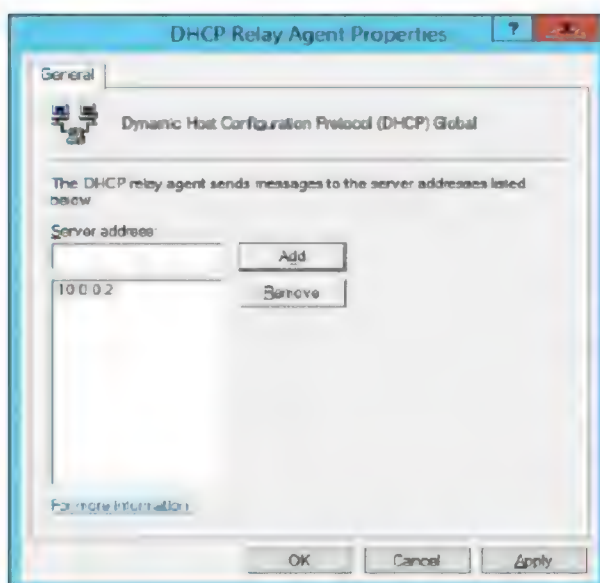 DHCP Relay Agent Properties ?
General
Dynamic Host Configuration Protocol (DHCP) Global
The DHCP relay agent sends messages to the server addresses listed
below.
Server address:
Add
10.0.0.2
Remove
For more information
OK Cancel Apply